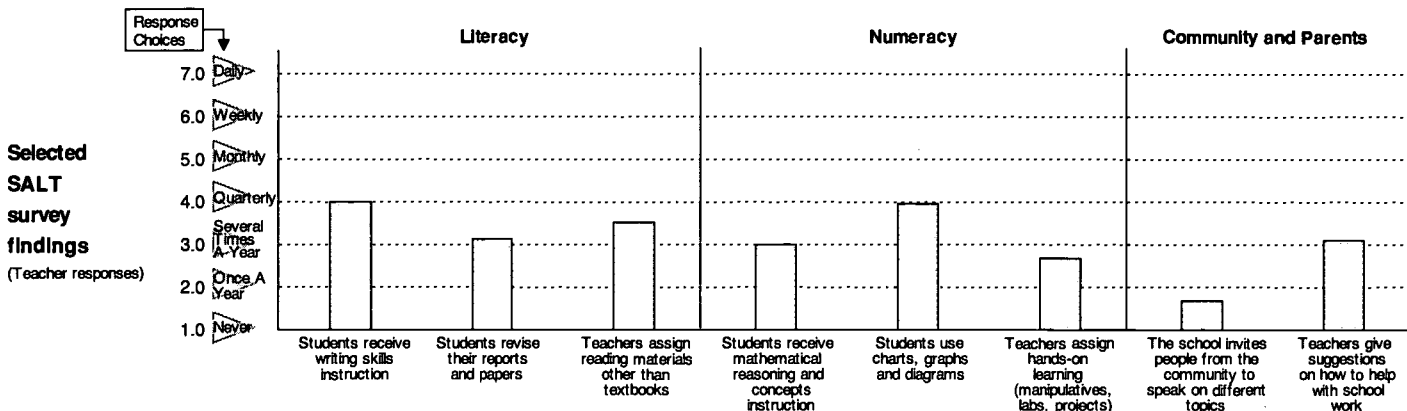 Response
Choices
Literacy
Numeracy
Community and Parents
7.0 Daily
6.0 Weekly
5.0 Monthly
4.0 Quarterly
Several
Times
3.0 A Year
Once A
2.0 Year
1.0 Never
Selected
SALT
survey
findings
(Teacher responses)
Students receive
writing skills
instruction
Students revise
their reports
and papers
Teachers assign
reading materials
other than
textbooks
Students receive
mathematical
reasoning and
concepts
instruction
Students use
charts, graphs
and diagrams
Teachers assign
hands-on
learning
(manipulatives,
labs, projects)
The school invites
people from the
community to
speak on different
topics
Teachers give
suggestions
on how to help
with school
work